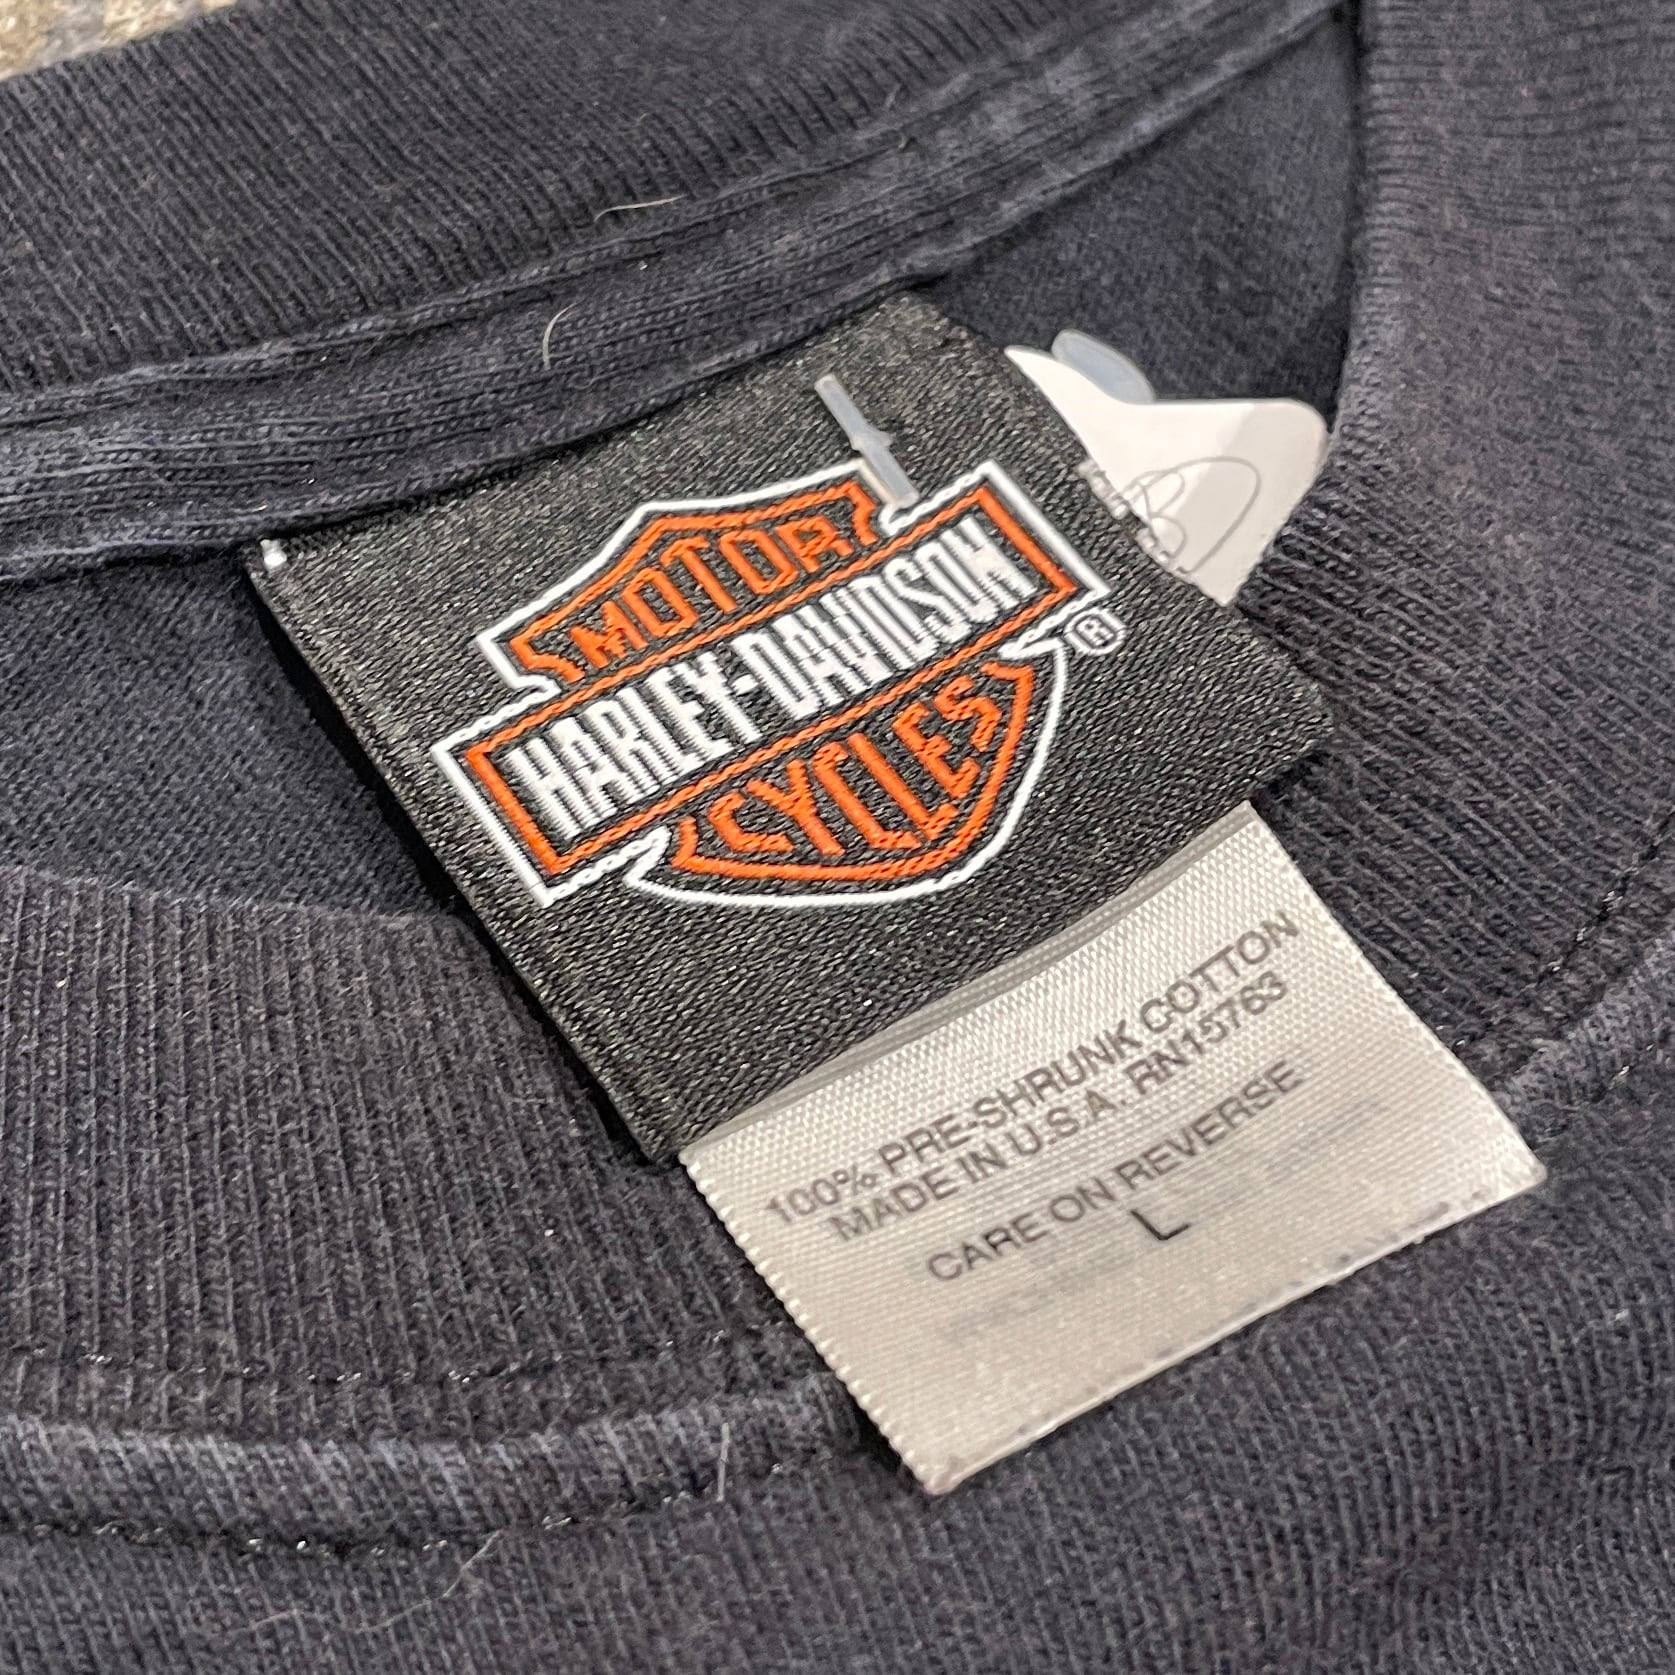 MOTOR
HARLEY-DAVIDSON
®
CYCLES
100% PRE-SHRUNK COTTON
MADE IN U.S.A. RN15763
CARE ON REVERSE
L